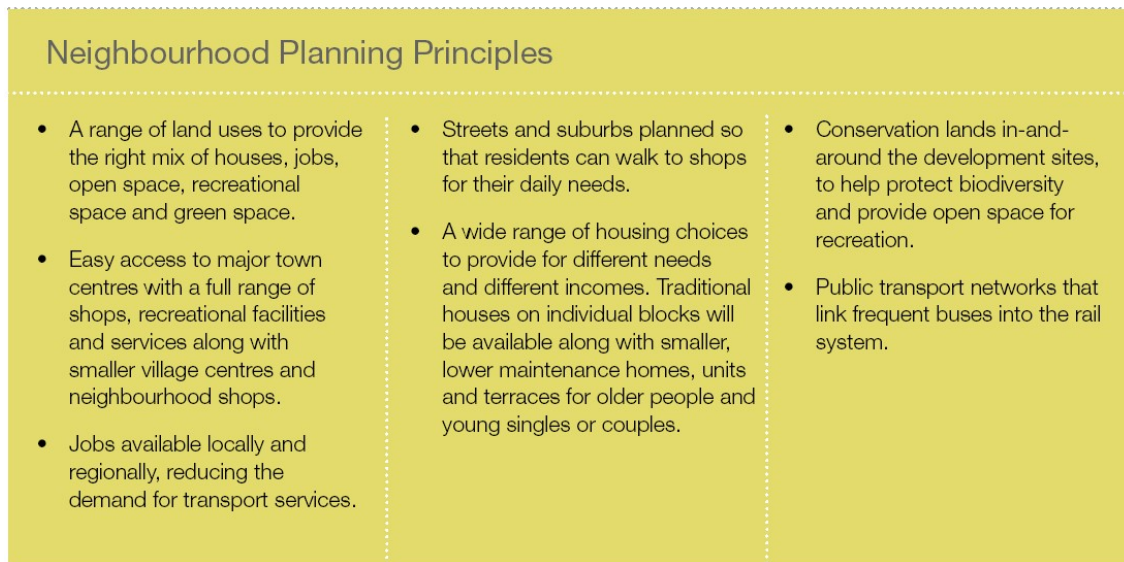 Neighbourhood Planning Principles
• A range of land uses to provide
the right mix of houses, jobs,
open space, recreational
space and green space.
• Easy access to major town
centres with a full range of
shops, recreational facilities
and services along with
smaller village centres and
neighbourhood shops.
• Jobs available locally and
regionally, reducing the
demand for transport services.
• Streets and suburbs planned so
that residents can walk to shops
for their daily needs.
• A wide range of housing choices
to provide for different needs
and different incomes. Traditional
houses on individual blocks will
be available along with smaller,
lower maintenance homes, units
and terraces for older people and
young singles or couples.
• Conservation lands in-and-
around the development sites,
to help protect biodiversity
and provide open space for
recreation.
• Public transport networks that
link frequent buses into the rail
system.